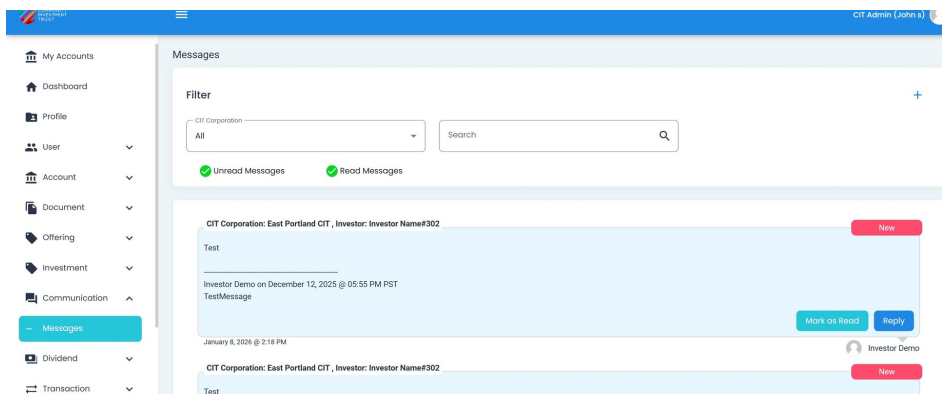 INVESTMENT
TRUST
CIT Admin (John s)
My Accounts
Dashboard
Profile
User
Account
Document
Offering
Investment
Communication
Messages
Dividend
Transaction
Messages
Filter
+
CIT Corporation
All
Search
Unread Messages
Read Messages
CIT Corporation: East Portland CIT , Investor: Investor Name#302
New
Test
------------------------------------------------
Investor Demo on December 12, 2025 @ 05:55 PM PST
TestMessage
Mark as Read
Reply
January 8, 2026 @ 2:18 PM
Investor Demo
CIT Corporation: East Portland CIT , Investor: Investor Name#302
New
Test